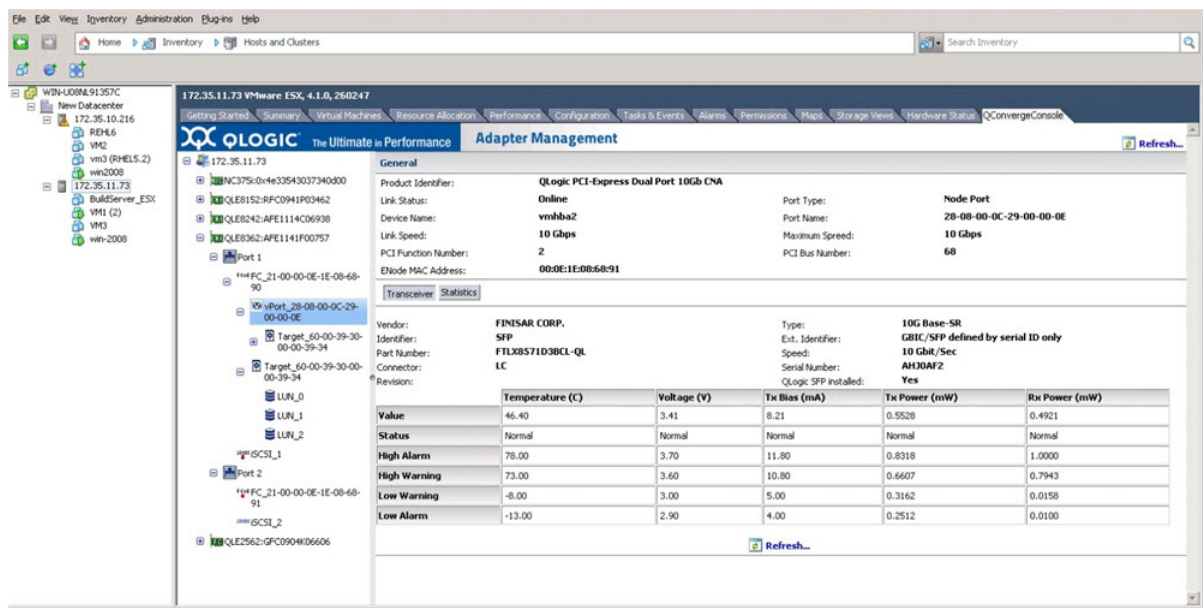 File Edit View Inventory Administration Plug-ins Help
Home Inventory Hosts and Clusters Search Inventory
WIN-U08NL91357C
New Datacenter
172.35.10.216
REHL6
VM2
vm3 (RHEL5.2)
win2008
172.35.11.73
BuildServer_ESX
VM1 (2)
VM3
win-2008
172.35.11.73 VMware ESX, 4.1.0, 260247
Getting Started Summary Virtual Machines Resource Allocation Performance Configuration Tasks & Events Alarms Permissions Maps Storage Views Hardware Status QConvergeConsole
QLOGIC The Ultimate in Performance Adapter Management
Refresh...
172.35.11.73
NC375i:0x4e33543037340d00
QLE8152:RFC0941P03462
QLE8242:AFE1114C06938
QLE8362:AFE1141F00757
Port 1
FC_21-00-00-0E-1E-08-68-
90
vPort_28-08-00-0C-29-
00-00-0E
Target_60-00-39-30-
00-00-39-34
Target_60-00-39-30-00-
00-39-34
LUN_0
LUN_1
LUN_2
iSCSI_1
Port 2
FC_21-00-00-0E-1E-08-68-
91
iSCSI_2
QLE2562:GFC0904K06606
General
Product Identifier: QLogic PCI-Express Dual Port 10Gb CNA
Link Status: Online Port Type: Node Port
Device Name: vmhba2 Port Name: 28-08-00-0C-29-00-00-0E
Link Speed: 10 Gbps Maximum Spreed: 10 Gbps
PCI Function Number: 2 PCI Bus Number: 68
ENode MAC Address: 00:0E:1E:08:68:91
Transceiver Statistics
Vendor: FINISAR CORP. Type: 10G Base-SR
Identifier: SFP Ext. Identifier: GBIC/SFP defined by serial ID only
Part Number: FTLX8571D3BCL-QL Speed: 10 Gbit/Sec
Connector: LC Serial Number: AHJ0AF2
Revision: QLogic SFP installed: Yes
Temperature (C) Voltage (V) Tx Bias (mA) Tx Power (mW) Rx Power (mW)
Value 46.40 3.41 8.21 0.5528 0.4921
Status Normal Normal Normal Normal Normal
High Alarm 78.00 3.70 11.80 0.8318 1.0000
High Warning 73.00 3.60 10.80 0.6607 0.7943
Low Warning -8.00 3.00 5.00 0.3162 0.0158
Low Alarm -13.00 2.90 4.00 0.2512 0.0100
Refresh...